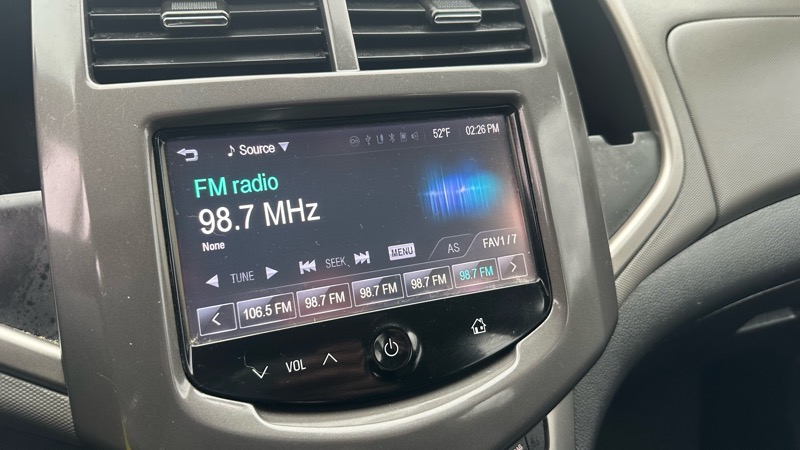 Source 52°F 02:26 PM
FM radio
98.7 MHz
None
TUNE SEEK MENU AS FAV1/7
106.5 FM 98.7 FM 98.7 FM 98.7 FM 98.7 FM
VOL